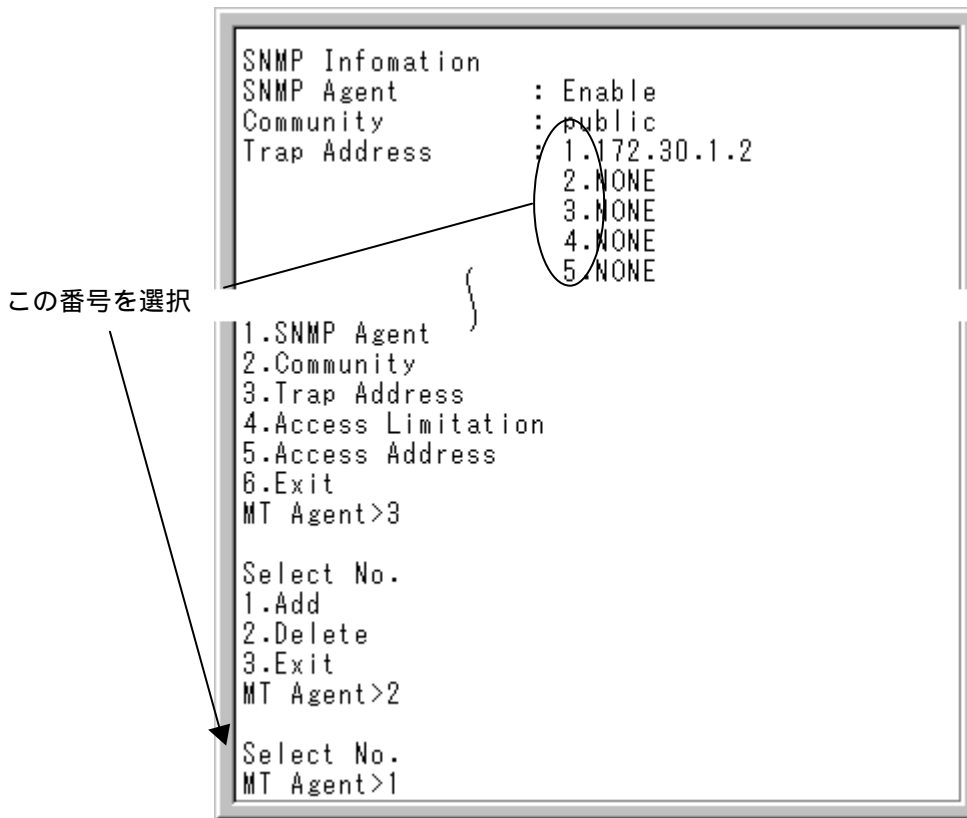 SNMP Infomation
SNMP Agent : Enable
Community : public
Trap Address : 1.172.30.1.2
2.NONE
3.NONE
4.NONE
5.NONE
この番号を選択
1.SNMP Agent
2.Community
3.Trap Address
4.Access Limitation
5.Access Address
6.Exit
MT Agent>3
Select No.
1.Add
2.Delete
3.Exit
MT Agent>2
Select No.
MT Agent>1